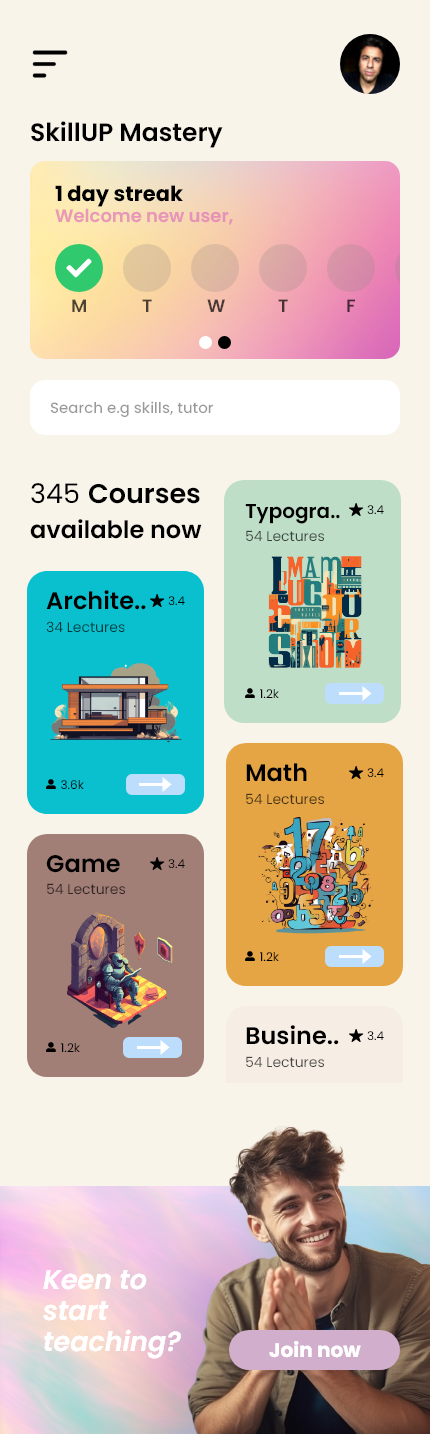 SkillUP Mastery
1 day streak
Welcome new user,
M T W T F
Search e.g skills, tutor
345 Courses
available now
Typogra.. 3.4
54 Lectures
1.2k
Archite.. 3.4
34 Lectures
3.6k
Math 3.4
54 Lectures
1.2k
Game 3.4
54 Lectures
1.2k
Busine.. 3.4
54 Lectures
Keen to
start
teaching?
Join now